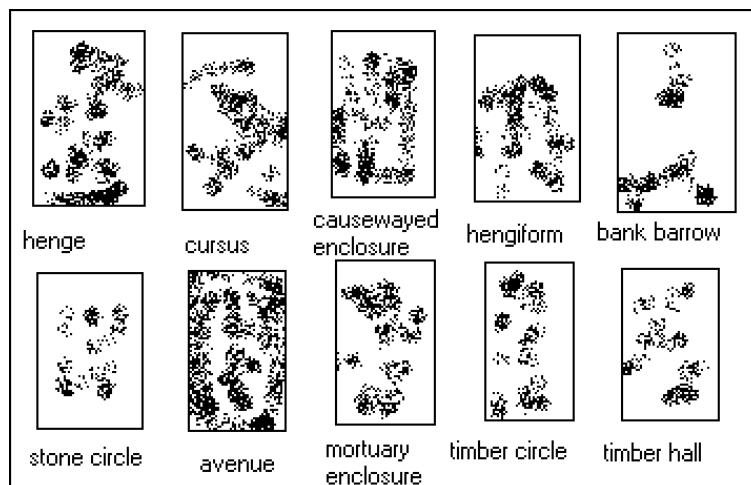 henge
cursus
causewayed
enclosure
hengiform
bank barrow
stone circle
avenue
mortuary
enclosure
timber circle
timber hall